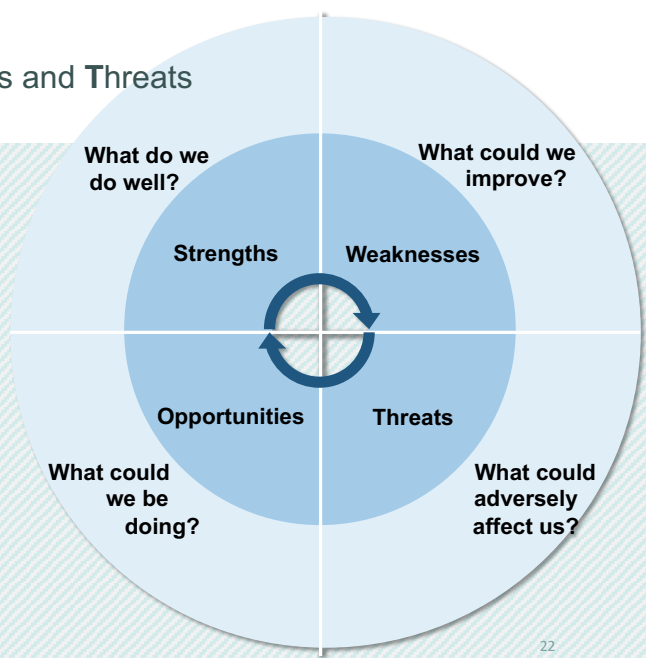 s and Threats
What do we
do well?
What could we
improve?
Strengths
Weaknesses
Opportunities
Threats
What could
we be
doing?
What could
adversely
affect us?
22